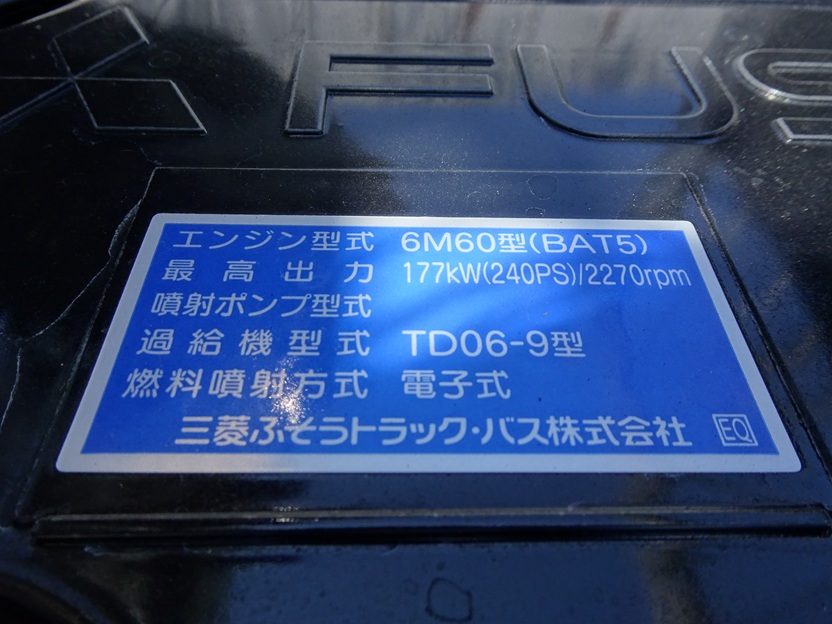 FUS
エンジン型式 6M60型(BAT5)
最高出力 177kW(240PS)/2270rpm
噴射ポンプ型式
過給機型式 TD06-9型
燃料噴射方式 電子式
三菱ふそうトラック・バス株式会社 EQ